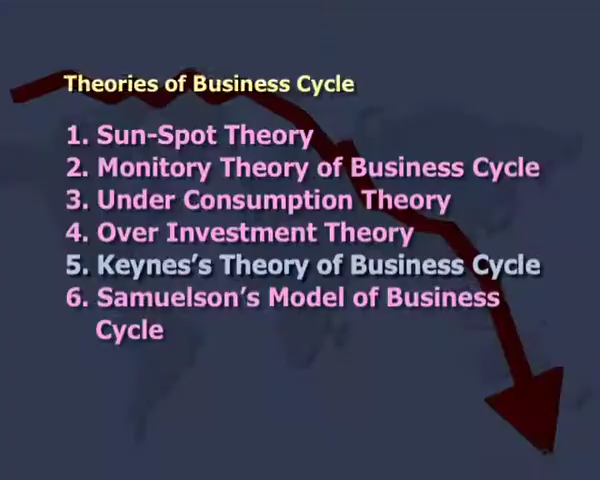 Theories of Business Cycle
1. Sun-Spot Theory
2. Monitory Theory of Business Cycle
3. Under Consumption Theory
4. Over Investment Theory
5. Keynes's Theory of Business Cycle
6. Samuelson's Model of Business
Cycle